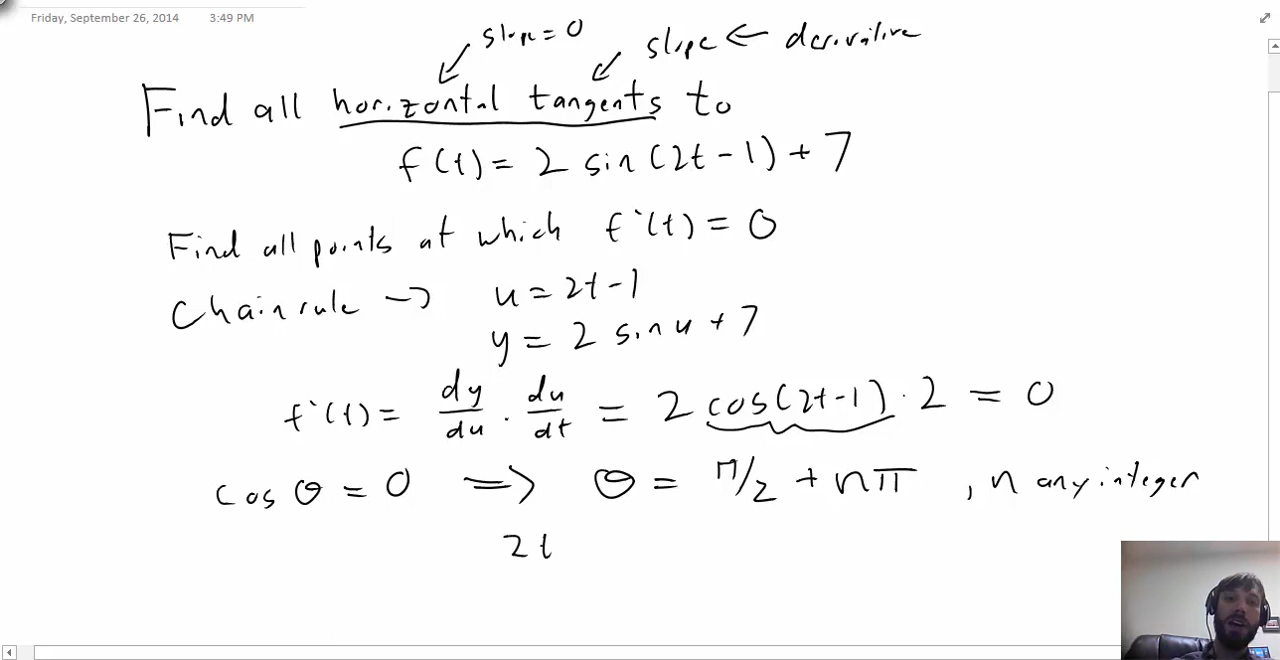 Friday, September 26, 2014 3:49 PM
slope = 0
slope ← derivative
Find all horizontal tangents to
f(t) = 2 sin(2t-1) + 7
Find all points at which f'(t) = 0
Chain rule → u = 2t-1
y = 2 sin u + 7
f'(t) = dy/du · du/dt = 2 cos(2t-1) · 2 = 0
cos θ = 0 ⇒ θ = π/2 + nπ , n any integer
2t